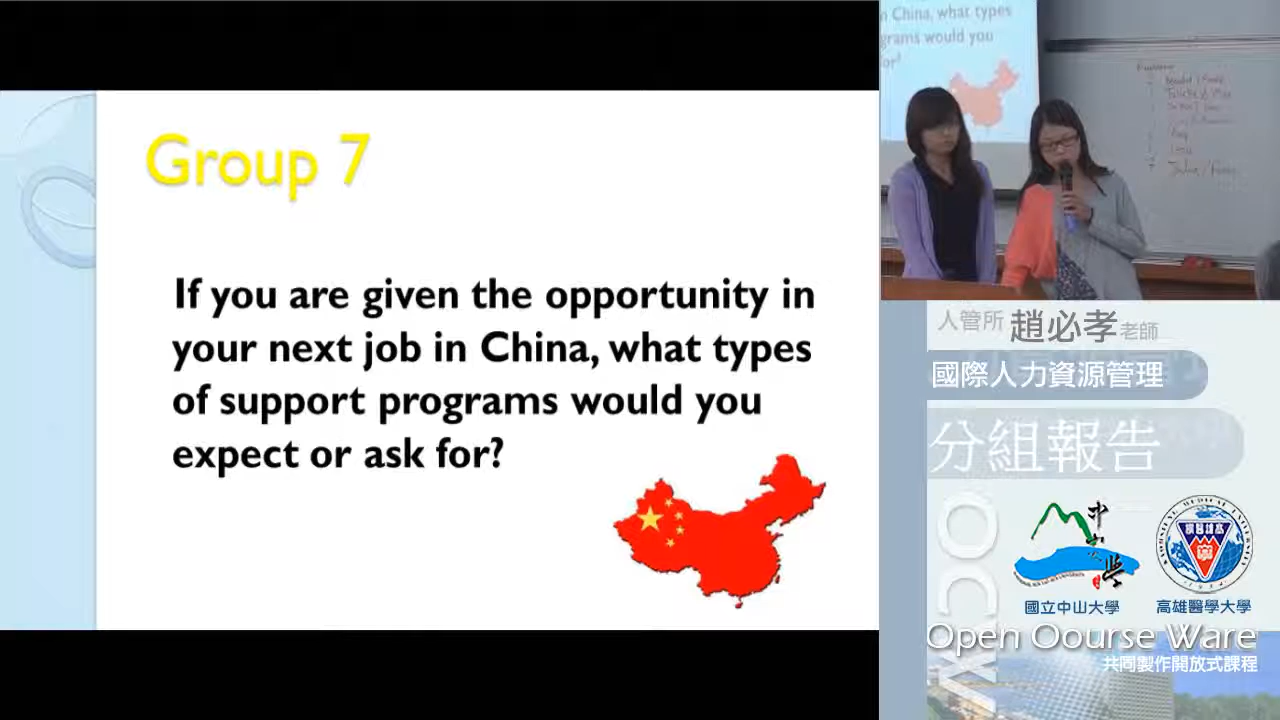 Group 7
If you are given the opportunity in
your next job in China, what types
of support programs would you
expect or ask for?
n China, what types
grams would you
for?
人管所 趙必孝 老師
國際人力資源管理
分組報告
OCW
國立中山大學
高雄醫學大學
Open Oourse Ware
共同製作開放式課程